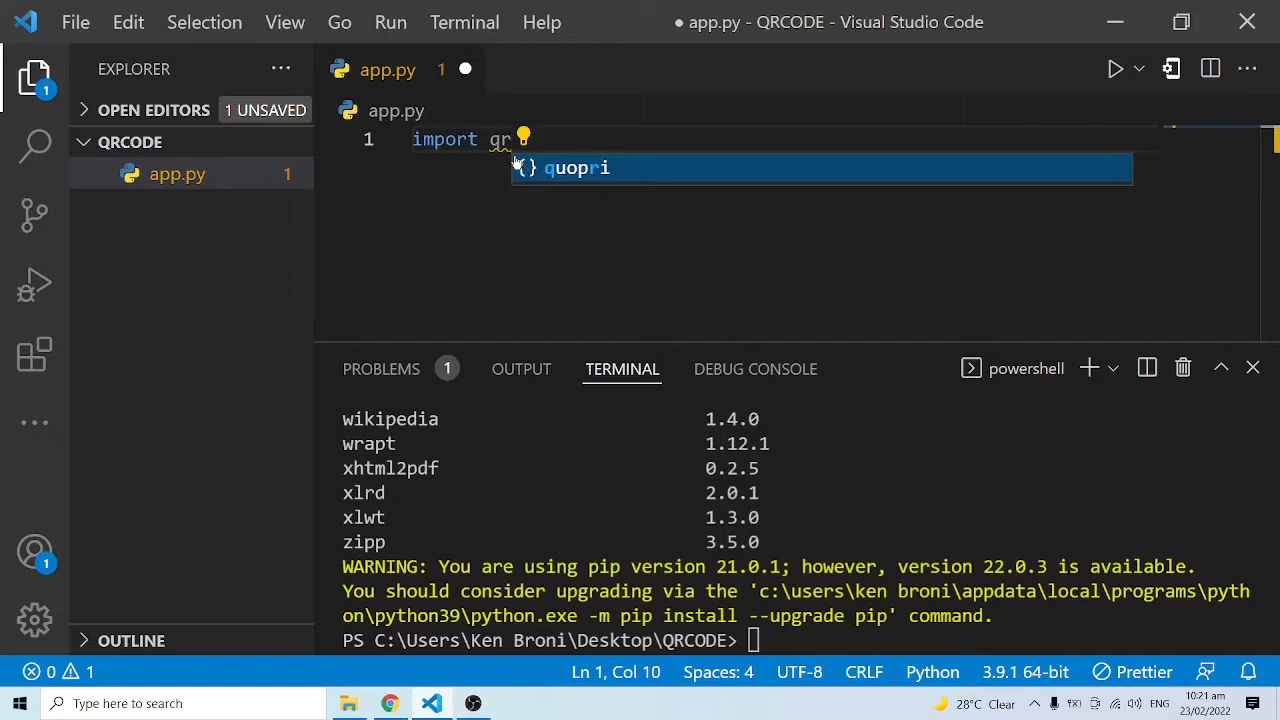 File Edit Selection View Go Run Terminal Help ● app.py - QRCODE - Visual Studio Code
EXPLORER ···
app.py 1 ●
OPEN EDITORS 1 UNSAVED
app.py
QRCODE
1 import qr
app.py 1
{} quopri
1
PROBLEMS 1 OUTPUT TERMINAL DEBUG CONSOLE powershell
wikipedia 1.4.0
wrapt 1.12.1
xhtml2pdf 0.2.5
xlrd 2.0.1
xlwt 1.3.0
zipp 3.5.0
WARNING: You are using pip version 21.0.1; however, version 22.0.3 is available.
You should consider upgrading via the 'c:\users\ken broni\appdata\local\programs\pyth
on\python39\python.exe -m pip install --upgrade pip' command.
PS C:\Users\Ken Broni\Desktop\QRCODE>
1
OUTLINE
0 1 Ln 1, Col 10 Spaces: 4 UTF-8 CRLF Python 3.9.1 64-bit Prettier
Type here to search 28°C Clear ENG 10:21 am
23/02/2022